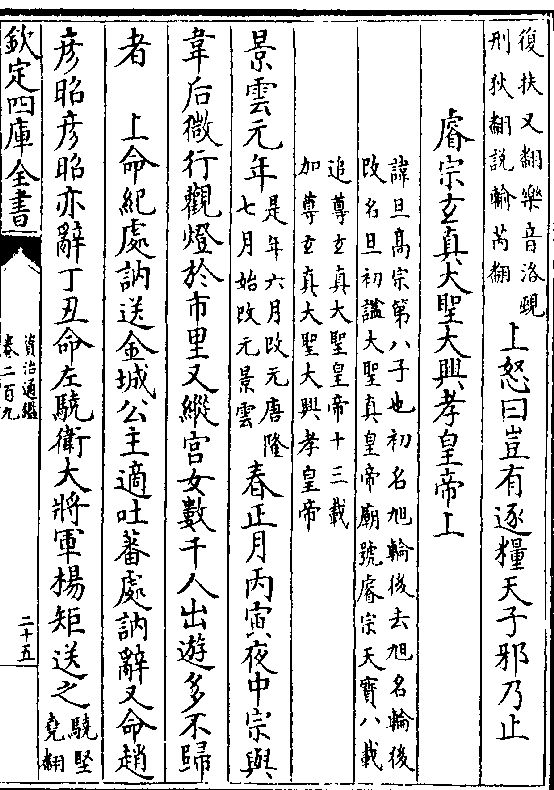 復扶又翻樂音洛覬
刑狄翻說輸芮翻
上怒曰豈有逐糧天子邪乃止
睿宗玄真大聖大興孝皇帝上
諱旦高宗第八子也初名旭輪後去旭名輪後
改名旦初諡大聖真皇帝廟號睿宗天寶八載
追尊玄真大聖皇帝十三載
加尊玄真大聖大興孝皇帝
景雲元年
是年六月改元唐隆
七月始改元景雲
春正月丙寅夜中宗與
韋后微行觀燈於市里又縱宮女數千人出遊多不歸
者 上命紀處訥送金城公主適吐蕃處訥辭又命趙
彥昭彥昭亦辭丁丑命左驍衛大將軍楊矩送之
驍堅
堯翻
欽定四庫全書
資治通鑑
卷二百九
二十五